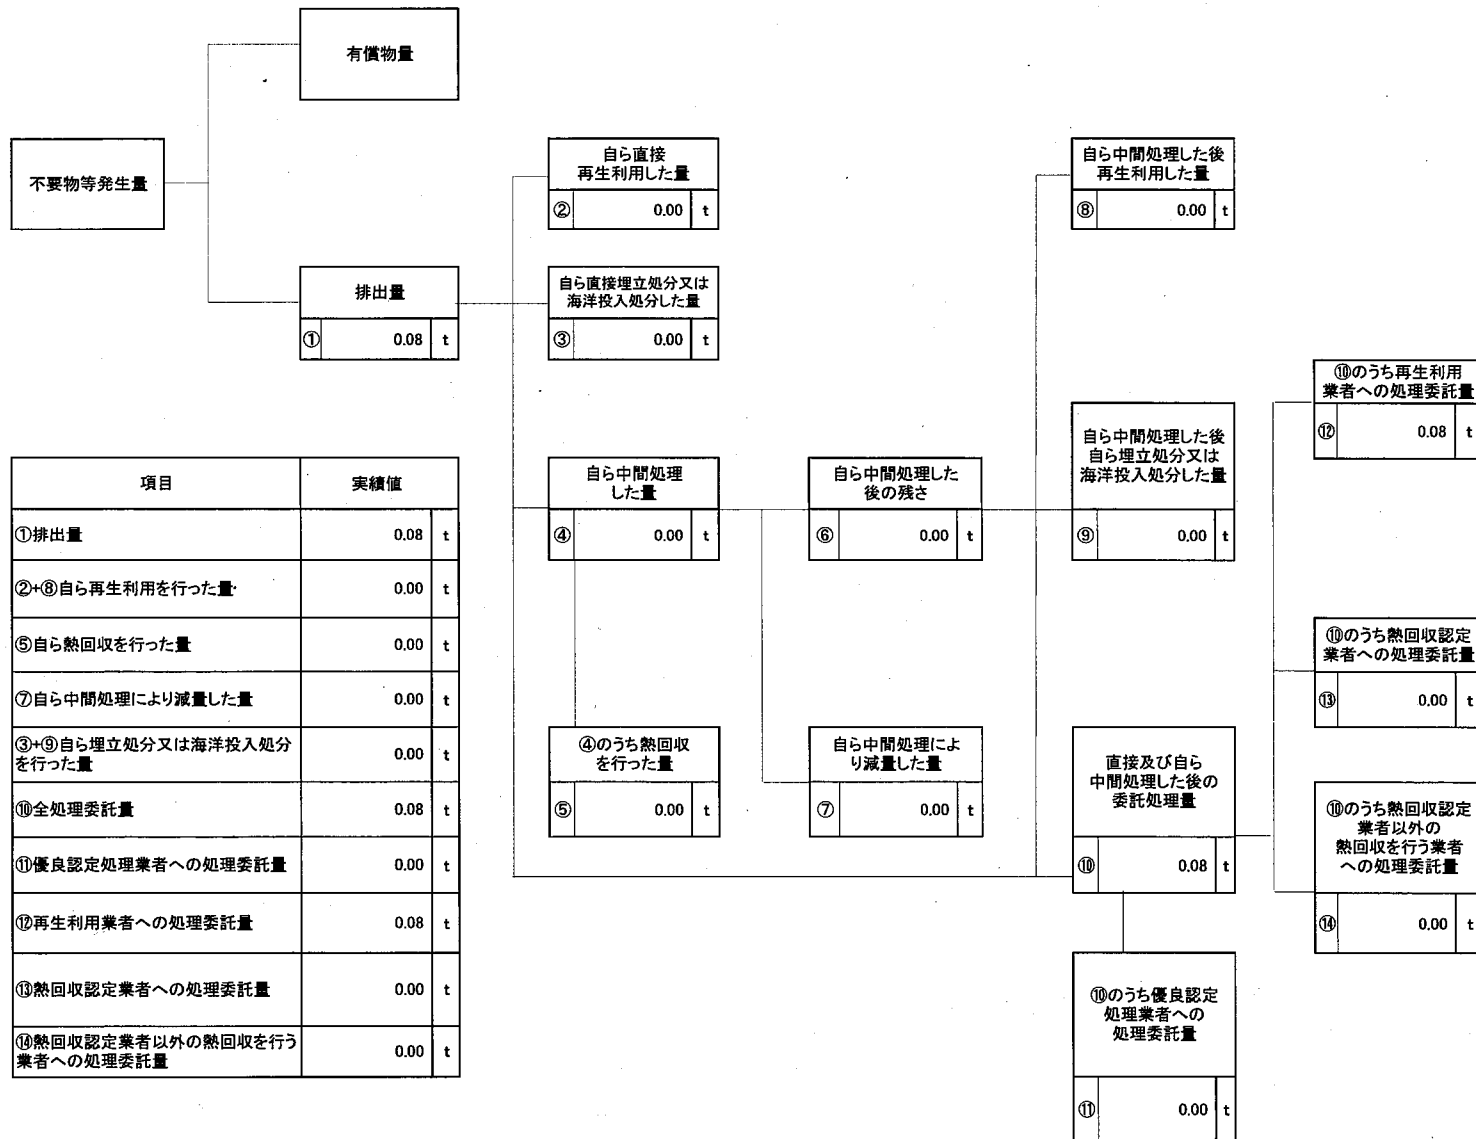 有償物量
不要物等発生量
排出量
① 0.08 t
自ら直接
再生利用した量
② 0.00 t
自ら直接埋立処分又は
海洋投入処分した量
③ 0.00 t
自ら中間処理した後
再生利用した量
⑧ 0.00 t
⑩のうち再生利用
業者への処理委託量
⑫ 0.08 t
自ら中間処理
した量
④ 0.00 t
自ら中間処理した
後の残さ
⑥ 0.00 t
自ら中間処理した後
自ら埋立処分又は
海洋投入処分した量
⑨ 0.00 t
⑩のうち熱回収認定
業者への処理委託量
⑬ 0.00 t
④のうち熱回収
を行った量
⑤ 0.00 t
自ら中間処理によ
り減量した量
⑦ 0.00 t
直接及び自ら
中間処理した後の
委託処理量
⑩ 0.08 t
⑩のうち熱回収認定
業者以外の
熱回収を行う業者
への処理委託量
⑭ 0.00 t
⑩のうち優良認定
処理業者への
処理委託量
⑪ 0.00 t
項目 実績値
①排出量 0.08 t
②+⑧自ら再生利用を行った量 0.00 t
⑤自ら熱回収を行った量 0.00 t
⑦自ら中間処理により減量した量 0.00 t
③+⑨自ら埋立処分又は海洋投入処分
を行った量 0.00 t
⑩全処理委託量 0.08 t
⑪優良認定処理業者への処理委託量 0.00 t
⑫再生利用業者への処理委託量 0.08 t
⑬熱回収認定業者への処理委託量 0.00 t
⑭熱回収認定業者以外の熱回収を行う
業者への処理委託量 0.00 t